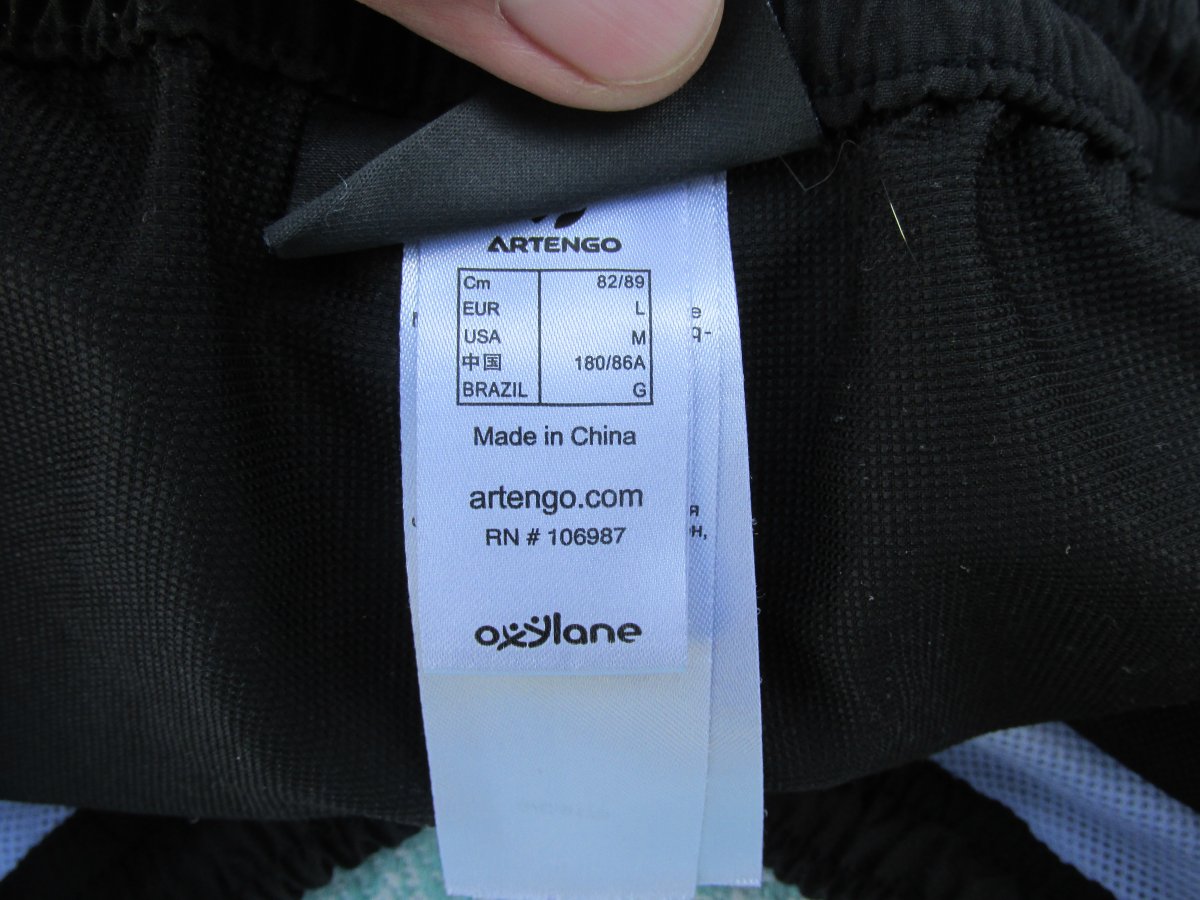 ARTENGO
Cm 82/89
EUR L
USA M
中国 180/86A
BRAZIL G
Made in China
artengo.com
RN # 106987
oxylane
e
q-
я
он,